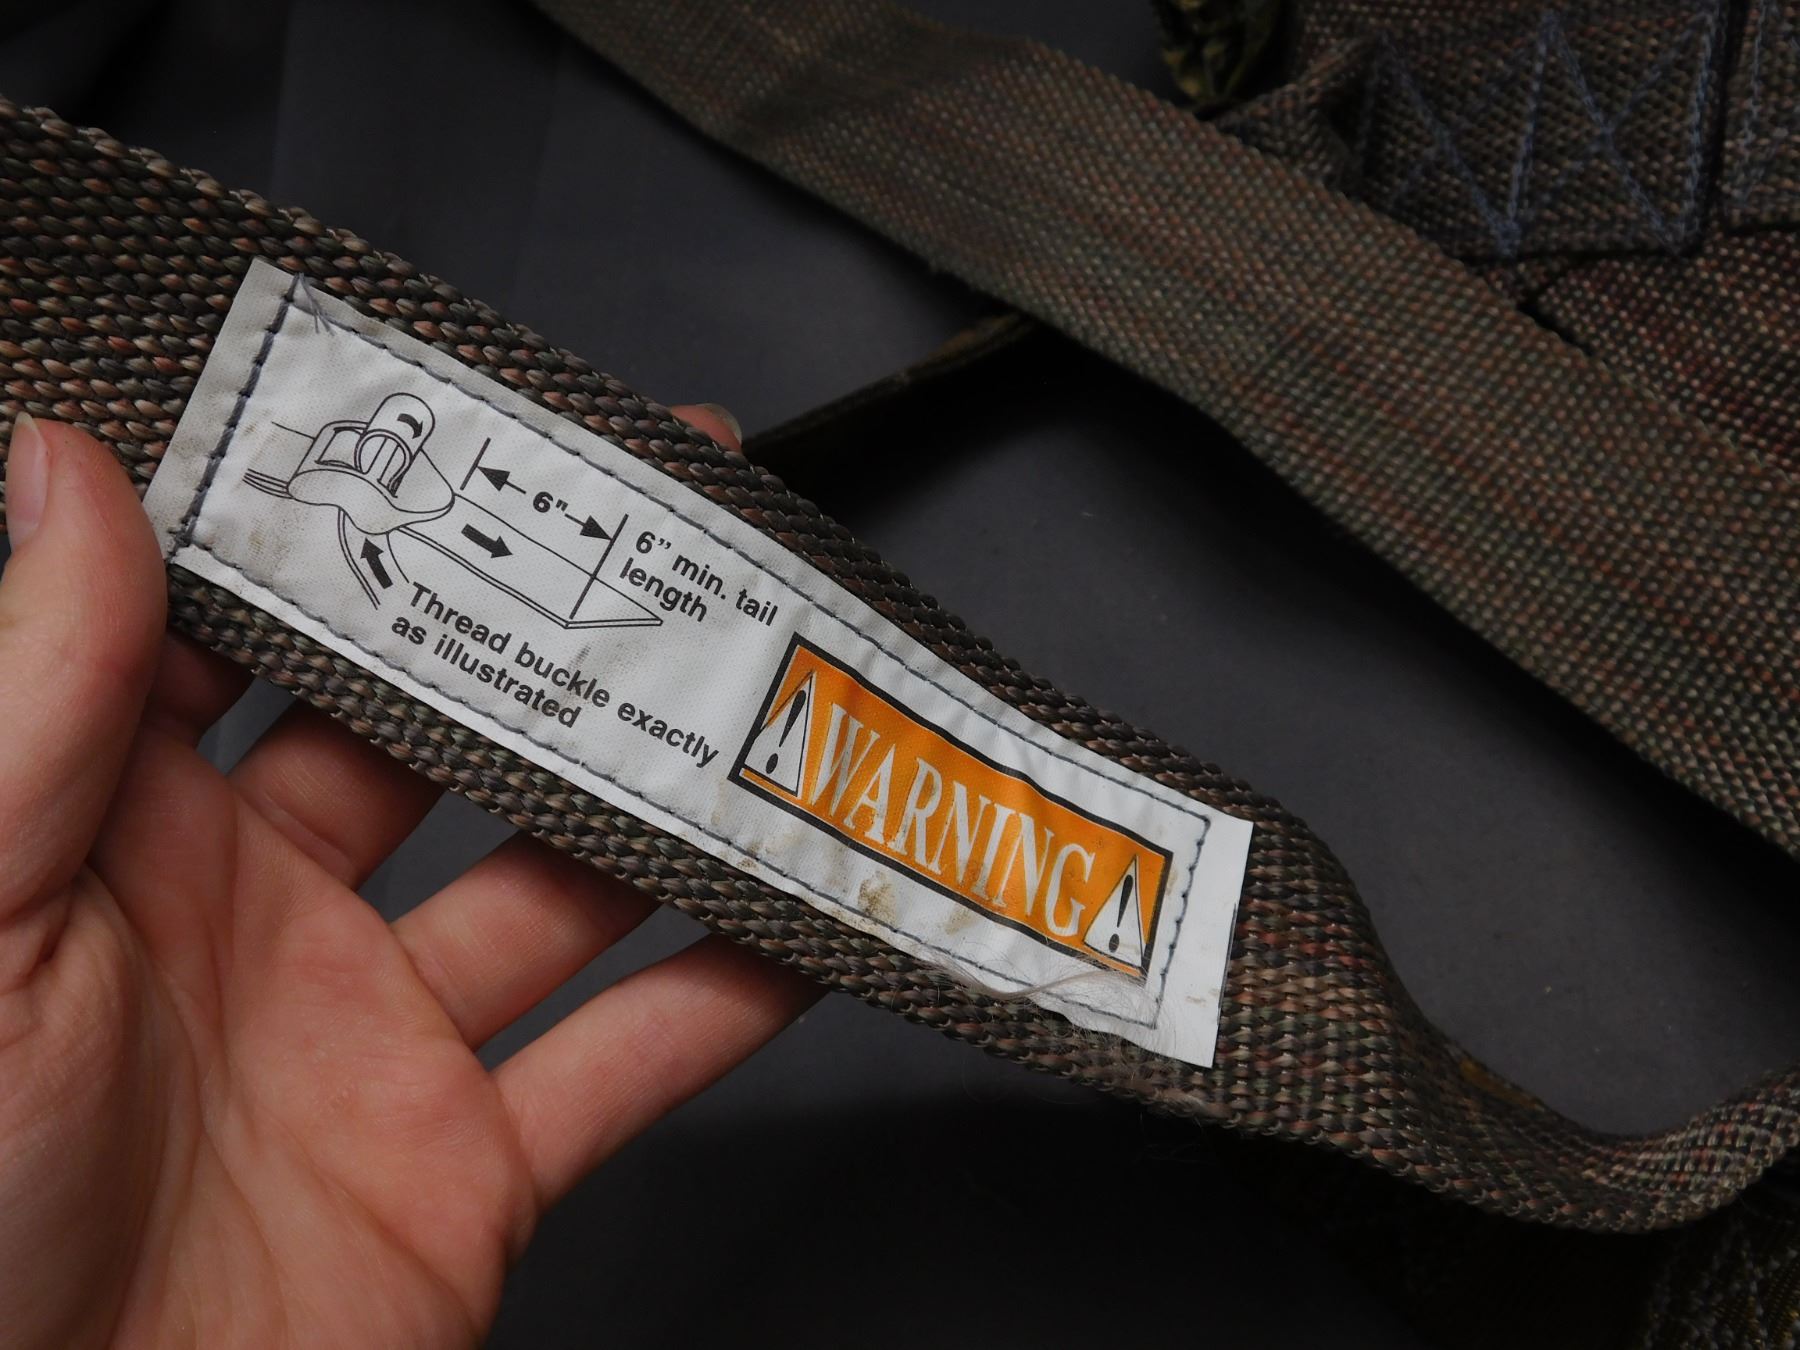 6"
6” min. tail
length
Thread buckle exactly
as illustrated
WARNING